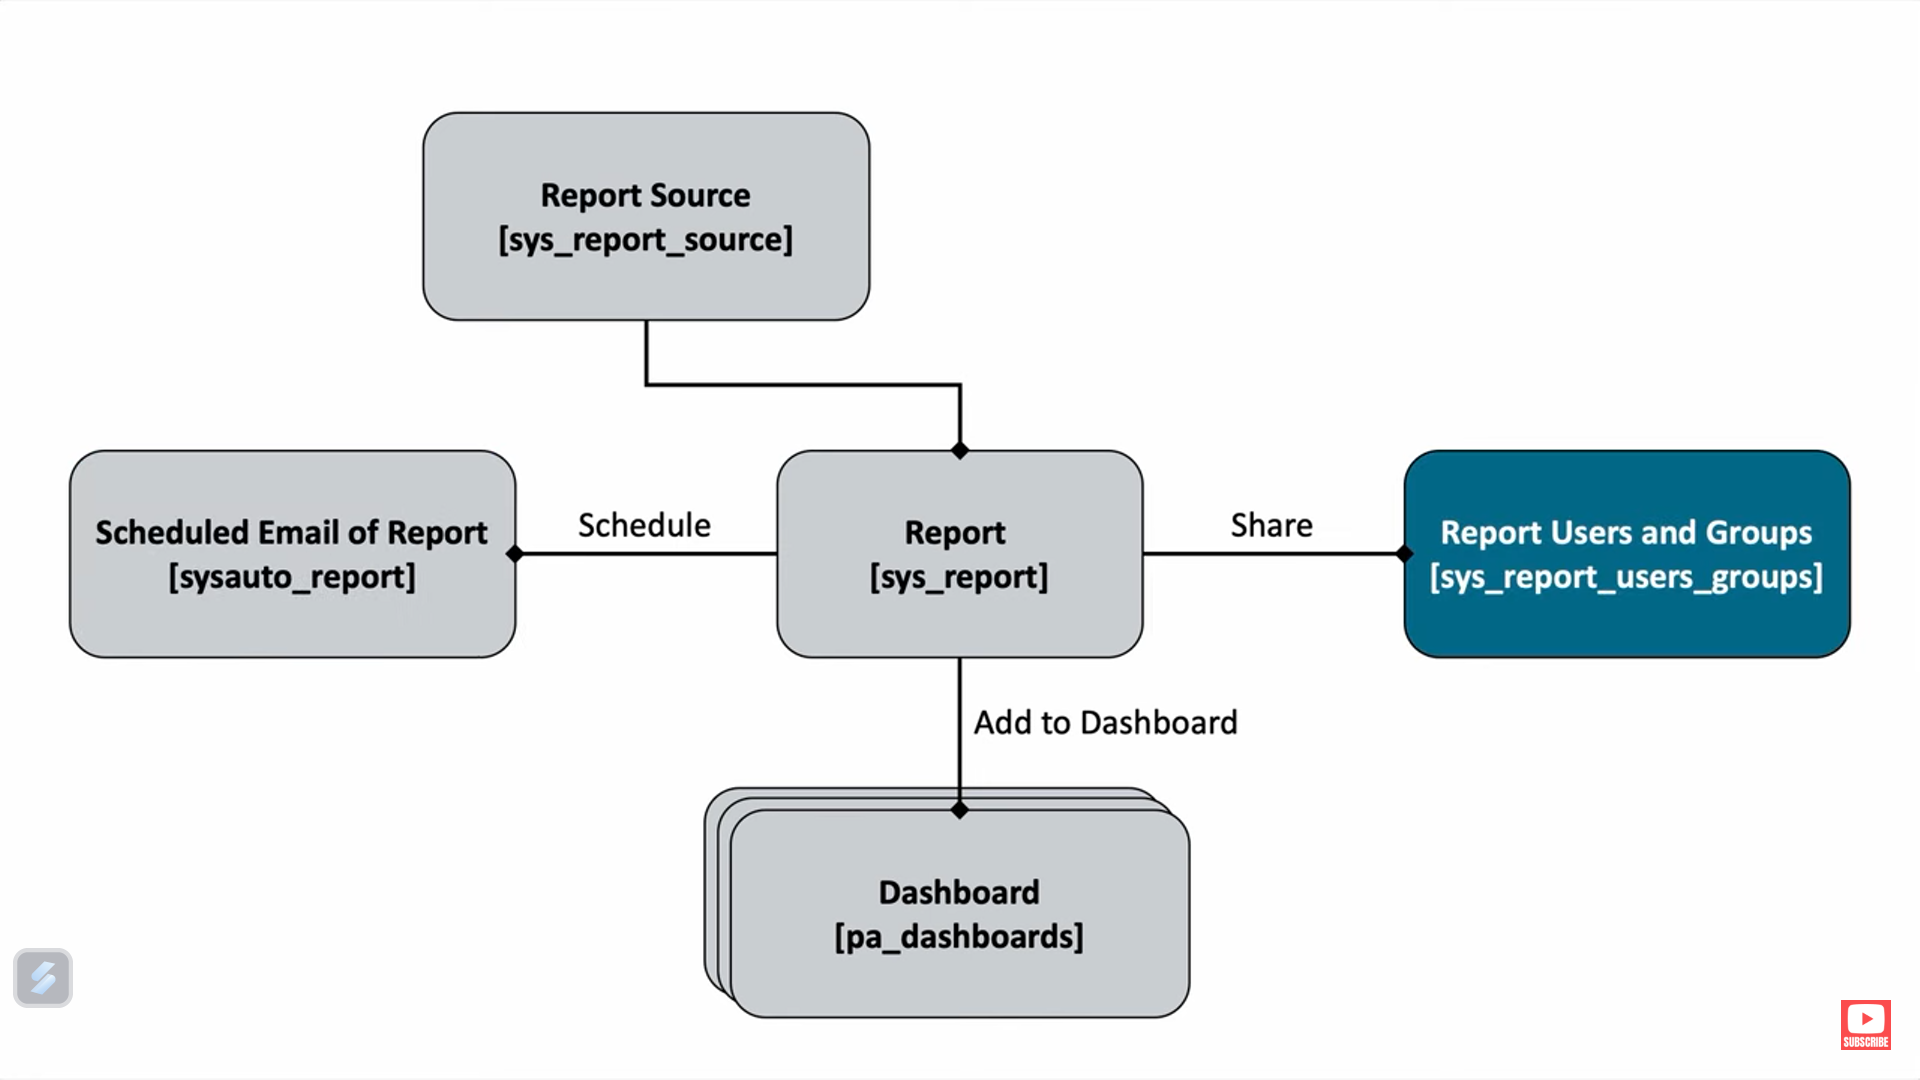 Report Source
[sys_report_source]
Scheduled Email of Report
[sysauto_report]
Schedule
Report
[sys_report]
Share
Report Users and Groups
[sys_report_users_groups]
Add to Dashboard
Dashboard
[pa_dashboards]
SUBSCRIBE